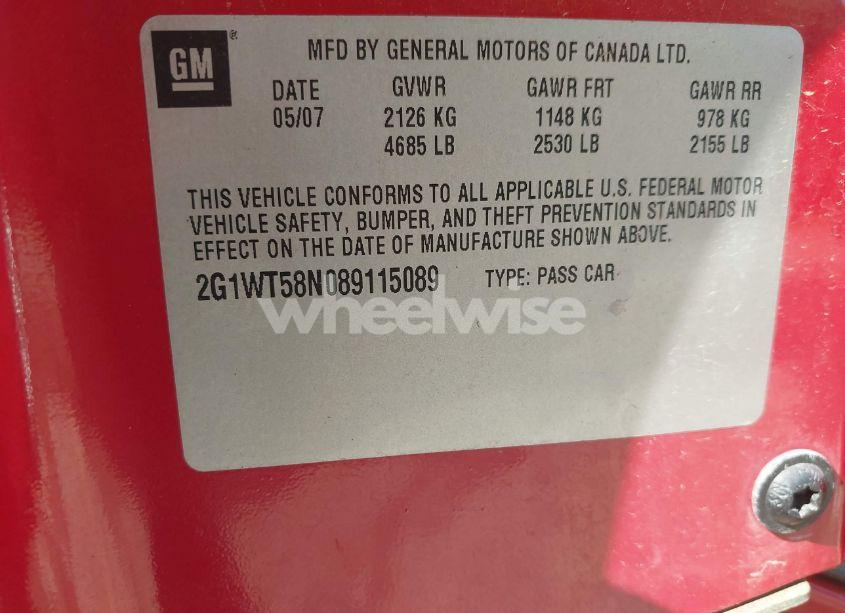 GM
MFD BY GENERAL MOTORS OF CANADA LTD.
DATE GVWR GAWR FRT GAWR RR
05/07 2126 KG 1148 KG 978 KG
4685 LB 2530 LB 2155 LB
THIS VEHICLE CONFORMS TO ALL APPLICABLE U.S. FEDERAL MOTOR
VEHICLE SAFETY, BUMPER, AND THEFT PREVENTION STANDARDS IN
EFFECT ON THE DATE OF MANUFACTURE SHOWN ABOVE.
2G1WT58N089115089 TYPE: PASS CAR
wheelwise